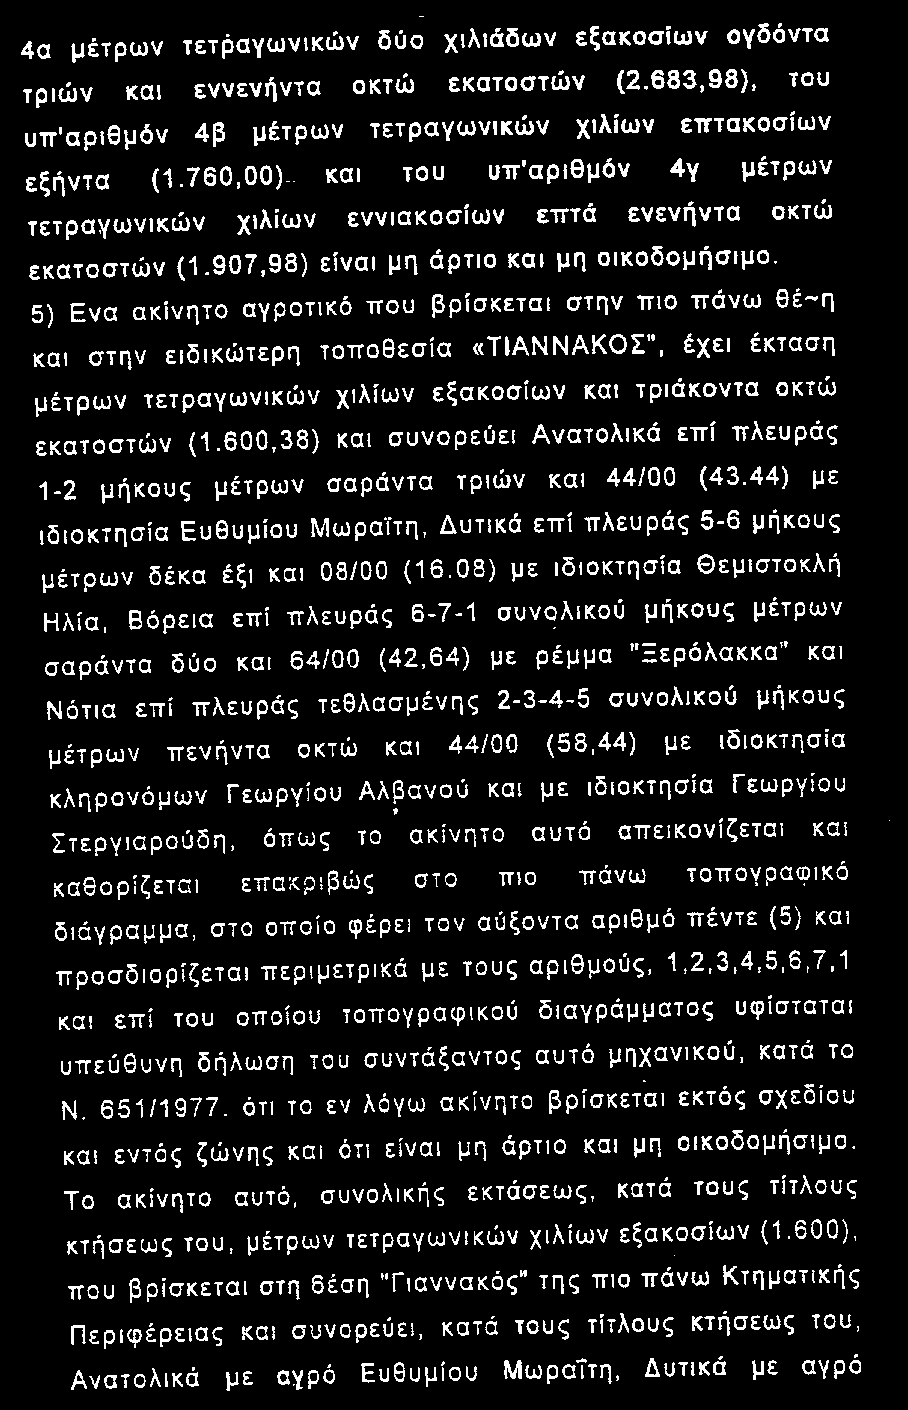 4α μέτρων τετραγωνικών δύο χιλιάδων εξακοσίων ογδόντα
τριών και εννενήντα οκτώ εκατοστών (2.683,98), του
υπ'αριθμόν 4β μέτρων τετραγωνικών χιλίων επτακοσίων
εξήντα (1.760,00).. και του υπ'αριθμόν 4γ μέτρων
τετραγωνικών χιλίων εννιακοσίων επτά ενενήντα οκτώ
εκατοστών (1.907,98) είναι μη άρτιο και μη οικοδομήσιμο.
5) Ενα ακίνητο αγροτικό που βρίσκεται στην πιο πάνω θέ~η
και στην ειδικώτερη τοποθεσία «ΤΙΑΝΝΑΚΟΣ", έχει έκταση
μέτρων τετραγωνικών χιλίων εξακοσίων και τριάκοντα οκτώ
εκατοστών (1.600,38) και συνορεύει Ανατολικά επί πλευράς
1-2 μήκους μέτρων σαράντα τριών και 44/00 (43.44) με
ιδιοκτησία Ευθυμίου Μωραΐτη, Δυτικά επί πλευράς 5-6 μήκους
μέτρων δέκα έξι και 08/00 (16.08) με ιδιοκτησία Θεμιστοκλή
Ηλία, Βόρεια επί πλευράς 6-7-1 συνολικού μήκους μέτρων
σαράντα δύο και 64/00 (42,64) με ρέμμα "Ξερόλακκα" και
Νότια επί πλευράς τεθλασμένης 2-3-4-5 συνολικού μήκους
μέτρων πενήντα οκτώ και 44/00 (58,44) με ιδιοκτησία
κληρονόμων Γεωργίου Αλβανού και με ιδιοκτησία Γεωργίου
Στεργιαρούδη, όπως το ακίνητο αυτό απεικονίζεται και
καθορίζεται επακριβώς στο πιο πάνω τοπογραφικό
διάγραμμα, στο οποίο φέρει τον αύξοντα αριθμό πέντε (5) και
προσδιορίζεται περιμετρικά με τους αριθμούς, 1,2,3,4,5,6,7,1
και επί του οποίου τοπογραφικού διαγράμματος υφίσταται
υπεύθυνη δήλωση του συντάξαντος αυτό μηχανικού, κατά το
Ν. 651/1977. ότι το εν λόγω ακίνητο βρίσκεται εκτός σχεδίου
και εντός ζώνης και ότι είναι μη άρτιο και μη οικοδομήσιμο.
Το ακίνητο αυτό, συνολικής εκτάσεως, κατά τους τίτλους
κτήσεως του, μέτρων τετραγωνικών χιλίων εξακοσίων (1.600),
που βρίσκεται στη θέση "Γιαννακός" της πιο πάνω Κτηματικής
Περιφέρειας και συνορεύει, κατά τους τίτλους κτήσεως του,
Ανατολικά με αγρό Ευθυμίου Μωραΐτη, Δυτικά με αγρό